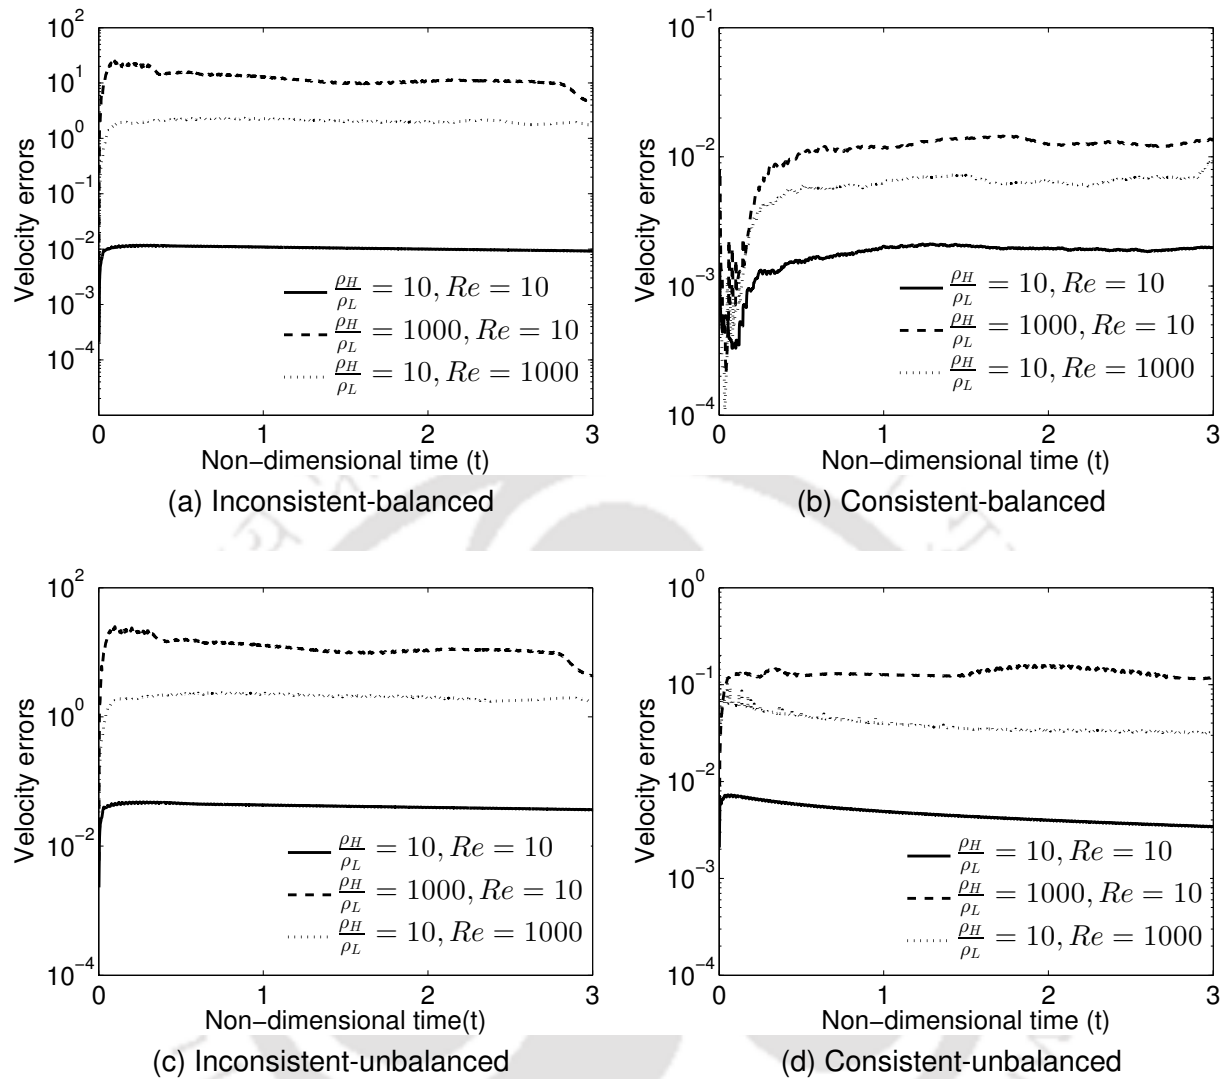 10^2
10^1
10^0
10^−1
10^−2
10^−3
10^−4
Velocity errors
ρ_H/ρ_L = 10, Re = 10
ρ_H/ρ_L = 1000, Re = 10
ρ_H/ρ_L = 10, Re = 1000
0 1 2 3
Non−dimensional time (t)
(a) Inconsistent-balanced
10^−1
10^−2
10^−3
10^−4
Velocity errors
ρ_H/ρ_L = 10, Re = 10
ρ_H/ρ_L = 1000, Re = 10
ρ_H/ρ_L = 10, Re = 1000
0 1 2 3
Non−dimensional time (t)
(b) Consistent-balanced
10^2
10^0
10^−2
10^−4
Velocity errors
ρ_H/ρ_L = 10, Re = 10
ρ_H/ρ_L = 1000, Re = 10
ρ_H/ρ_L = 10, Re = 1000
0 1 2 3
Non−dimensional time(t)
(c) Inconsistent-unbalanced
10^0
10^−1
10^−2
10^−3
10^−4
Velocity errors
ρ_H/ρ_L = 10, Re = 10
ρ_H/ρ_L = 1000, Re = 10
ρ_H/ρ_L = 10, Re = 1000
0 1 2 3
Non−dimensional time (t)
(d) Consistent-unbalanced